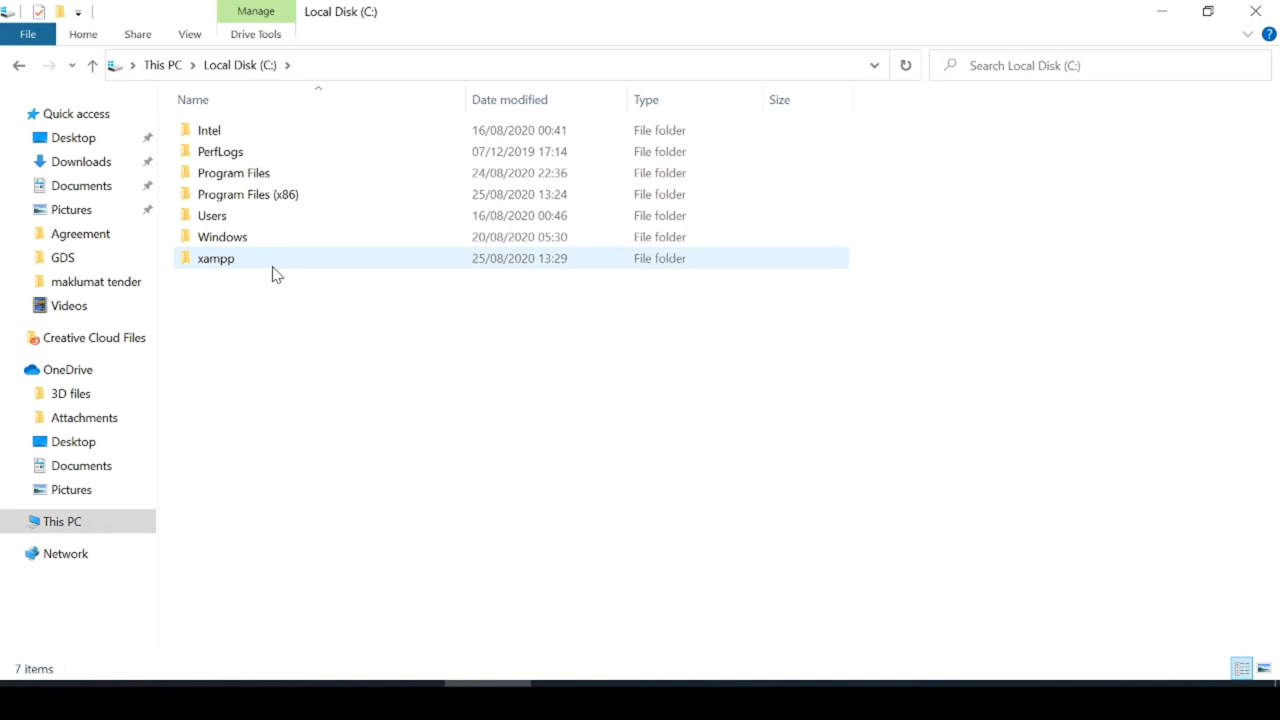 Manage
Local Disk (C:)
File
Home
Share
View
Drive Tools
?
This PC
Local Disk (C:)
Search Local Disk (C:)
Name
Date modified
Type
Size
Quick access
Desktop
Downloads
Documents
Pictures
Agreement
GDS
maklumat tender
Videos
Creative Cloud Files
OneDrive
3D files
Attachments
Desktop
Documents
Pictures
This PC
Network
Intel 16/08/2020 00:41 File folder
PerfLogs 07/12/2019 17:14 File folder
Program Files 24/08/2020 22:36 File folder
Program Files (x86) 25/08/2020 13:24 File folder
Users 16/08/2020 00:46 File folder
Windows 20/08/2020 05:30 File folder
xampp 25/08/2020 13:29 File folder
7 items